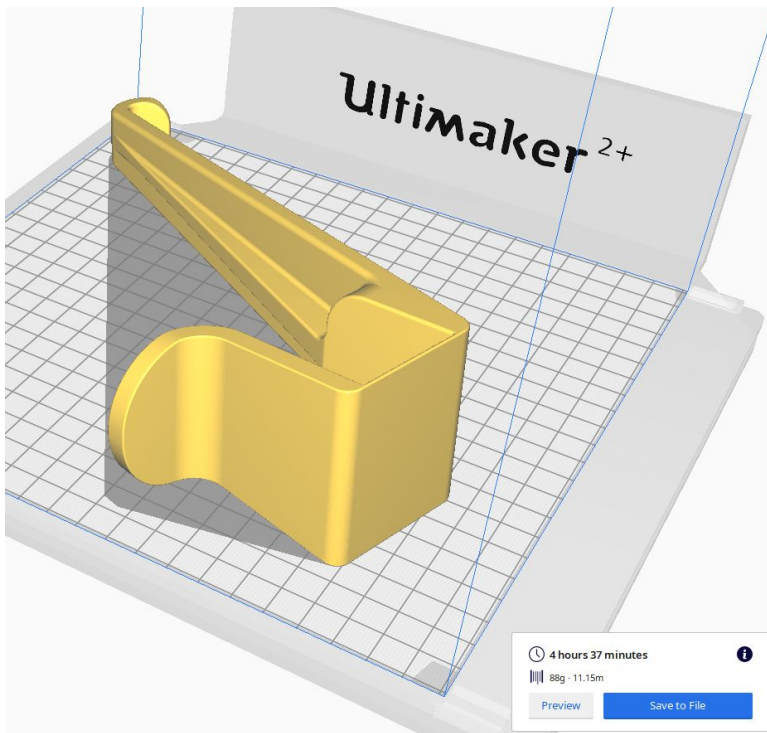 Ultimaker 2+
4 hours 37 minutes
88g · 11.15m
Preview Save to File